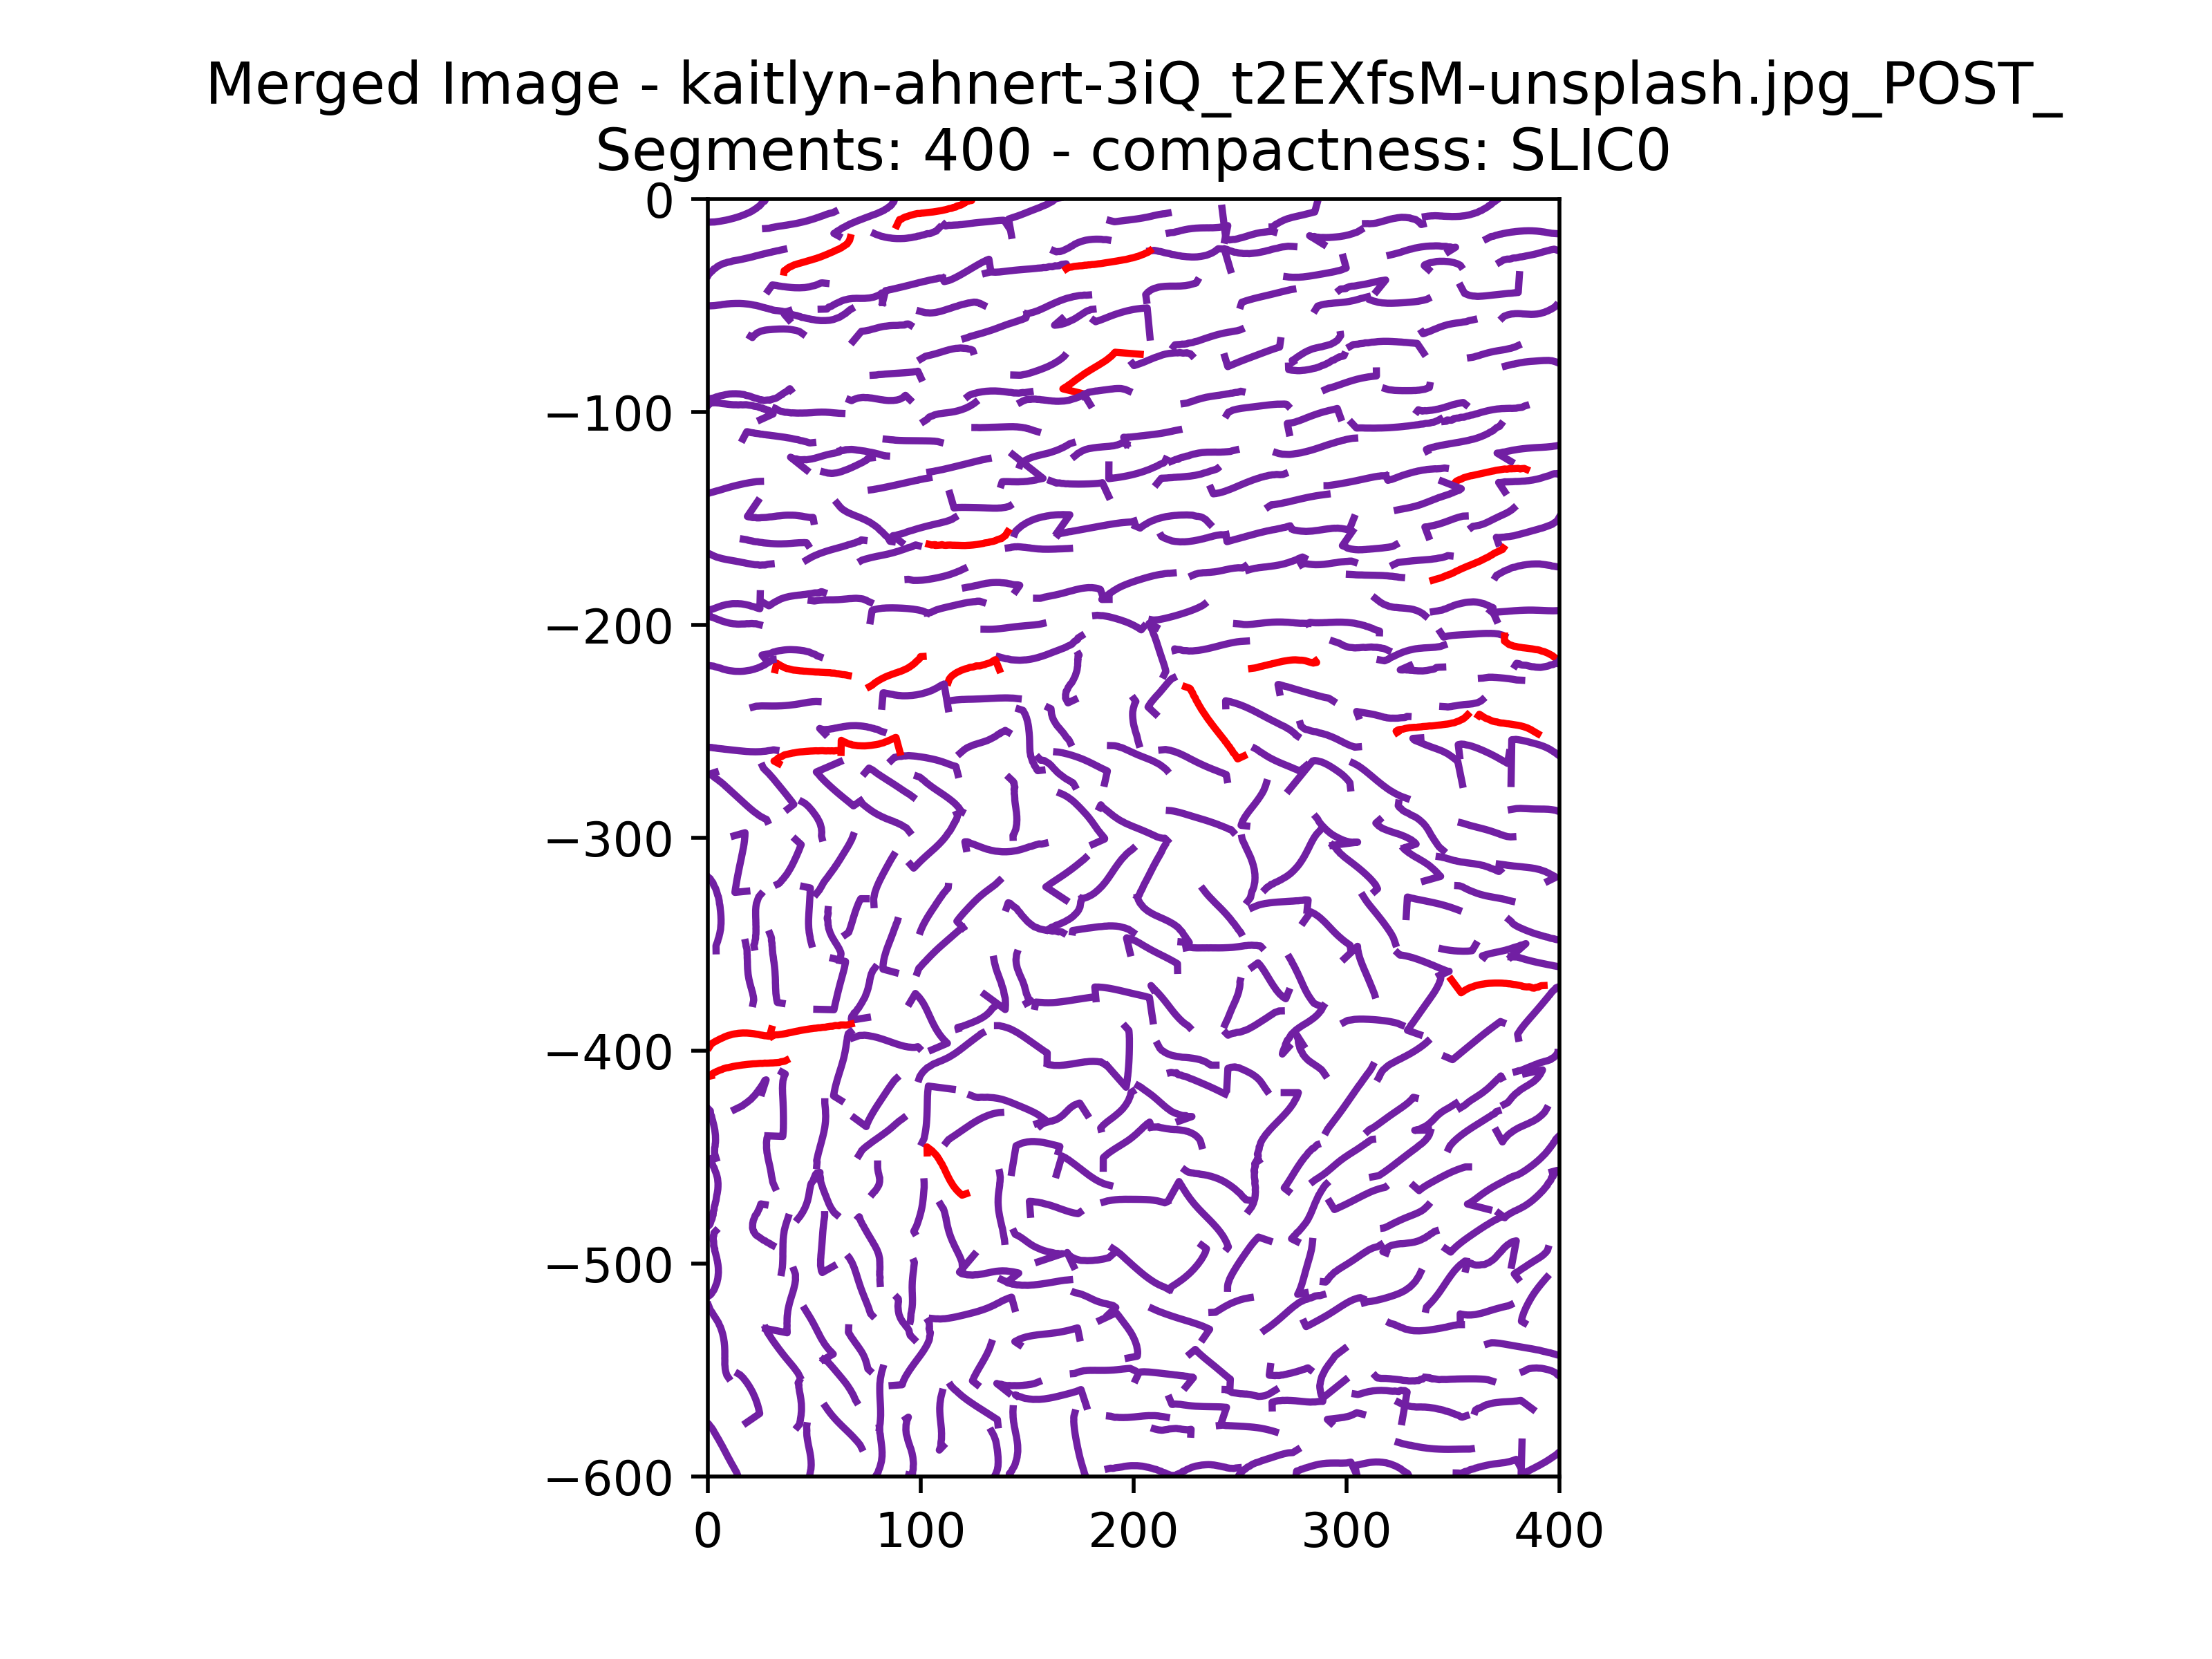 Merged Image - kaitlyn-ahnert-3iQ_t2EXfsM-unsplash.jpg_POST_
Segments: 400 - compactness: SLIC0
0
−100
−200
−300
−400
−500
−600
0 100 200 300 400